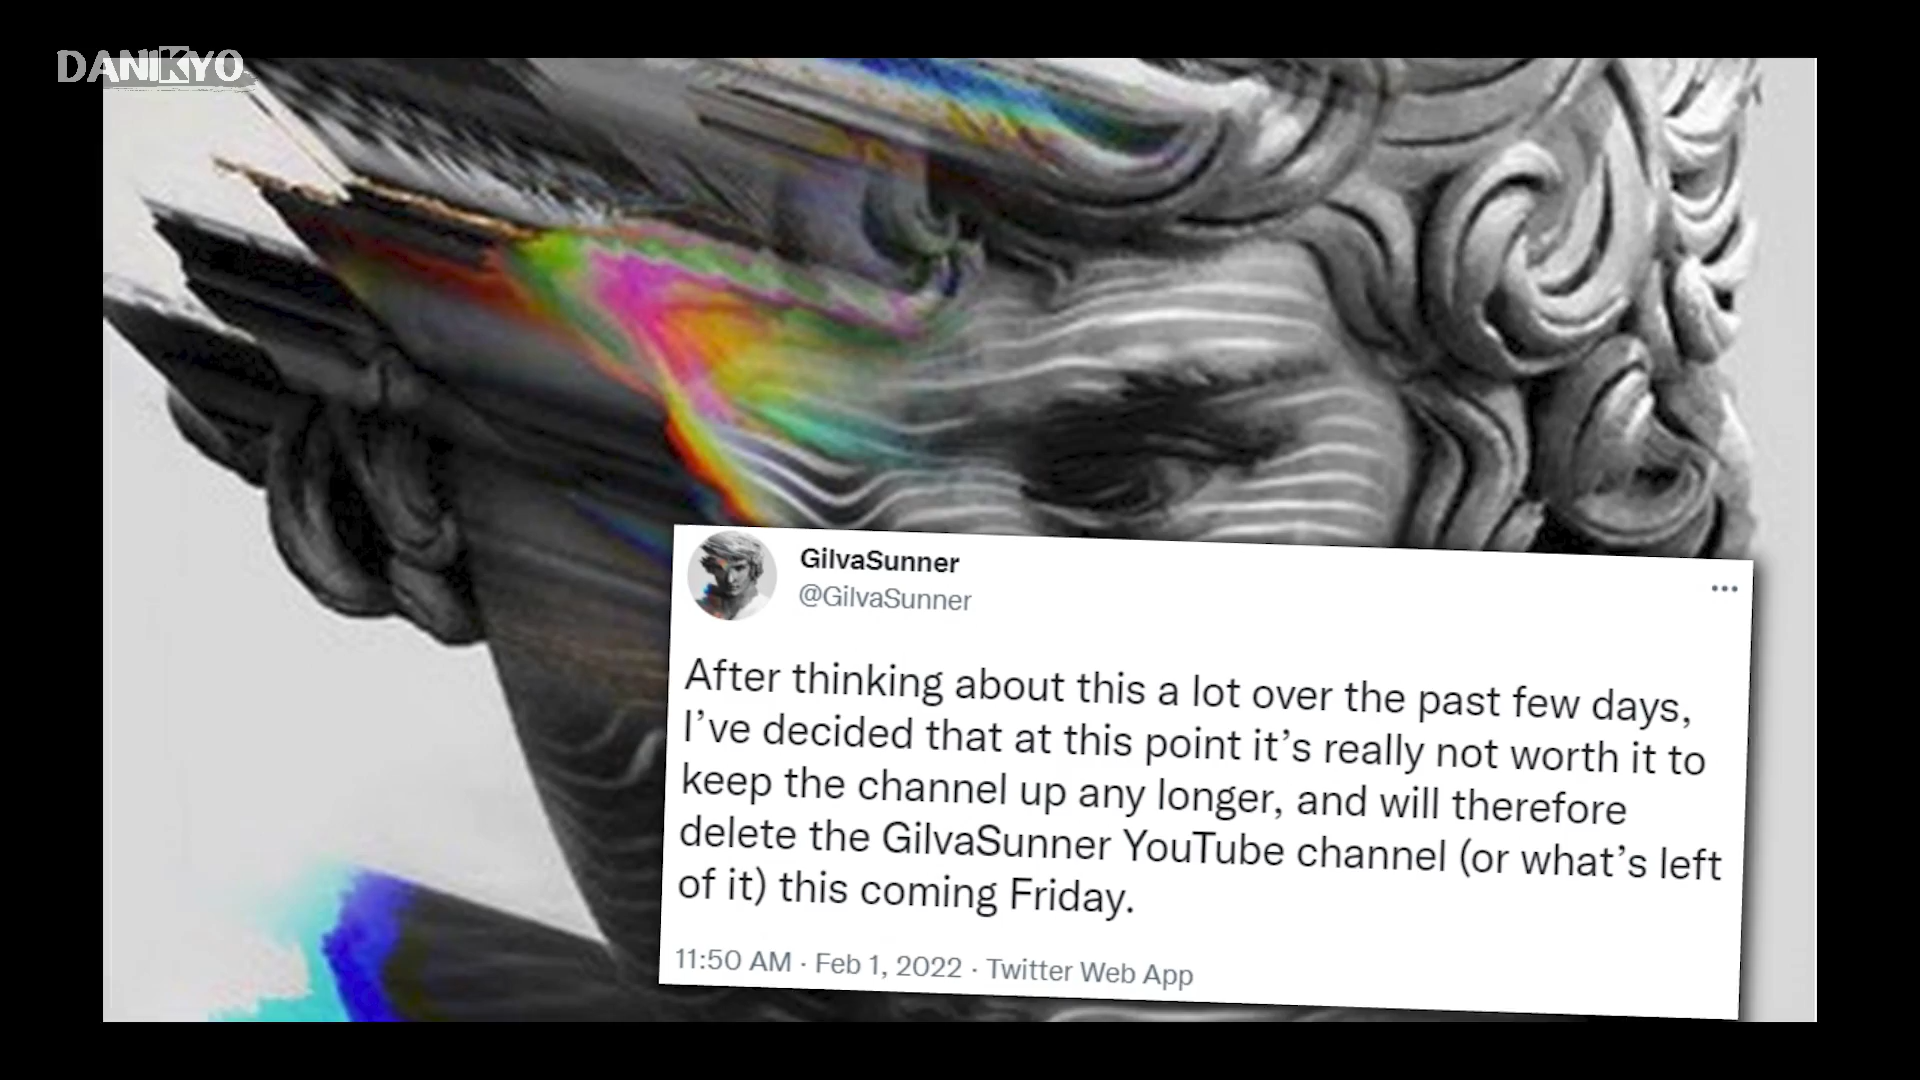 DANIKYO
GilvaSunner
@GilvaSunner
After thinking about this a lot over the past few days,
I’ve decided that at this point it’s really not worth it to
keep the channel up any longer, and will therefore
delete the GilvaSunner YouTube channel (or what’s left
of it) this coming Friday.
11:50 AM · Feb 1, 2022 · Twitter Web App